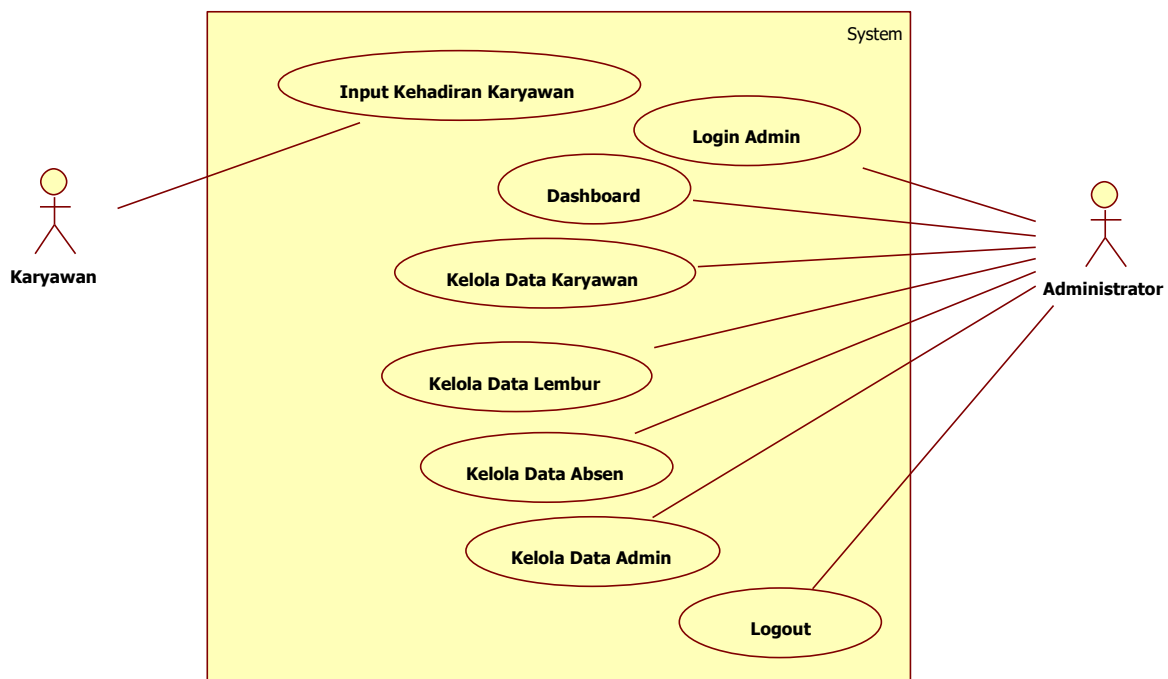 System
Input Kehadiran Karyawan
Login Admin
Dashboard
Karyawan
Kelola Data Karyawan
Administrator
Kelola Data Lembur
Kelola Data Absen
Kelola Data Admin
Logout